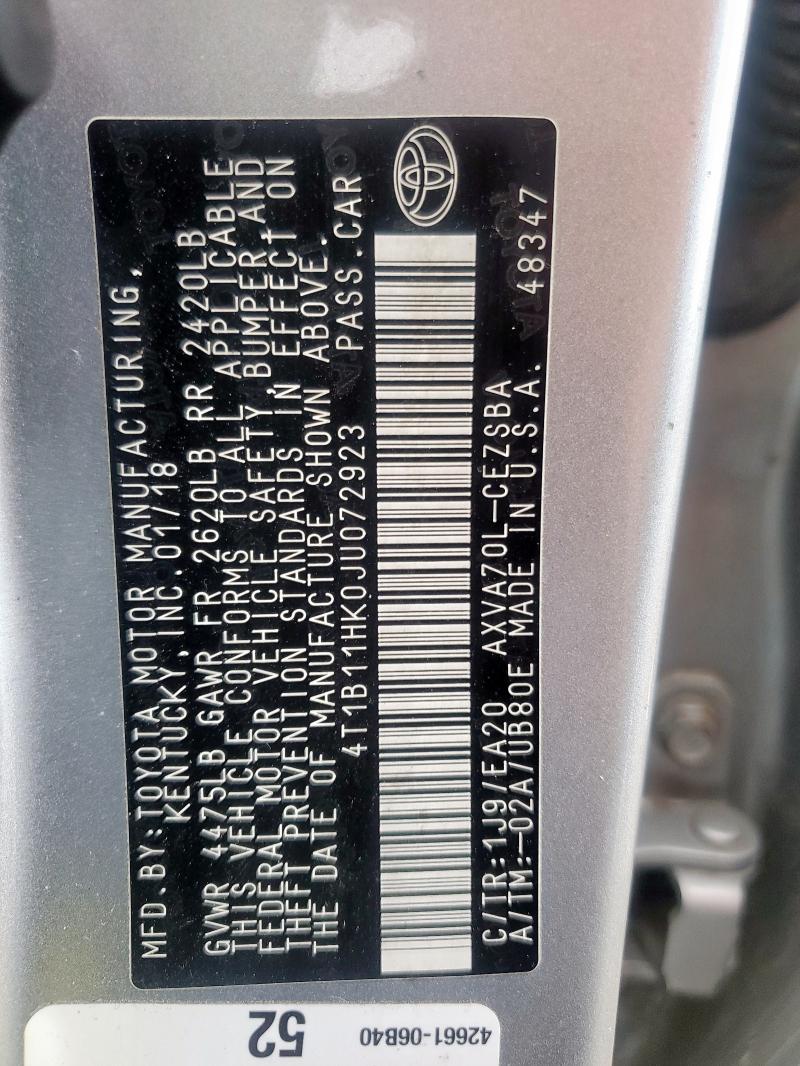 MFD.BY:TOYOTA MOTOR MANUFACTURING,
KENTUCKY,INC.01/18
GVWR 4475LB GAWR FR 2620LB RR 2420LB
THIS VEHICLE CONFORMS TO ALL APPLICABLE
FEDERAL MOTOR VEHICLE SAFETY,BUMPER,AND
THEFT PREVENTION STANDARDS IN EFFECT ON
THE DATE OF MANUFACTURE SHOWN ABOVE.
4T1B11HK0JU072923 PASS.CAR
C/TR:1J9/EA20 AXVA70L-CEZSBA
A/TM:-02A/UB80E MADE IN U.S.A. 48347
52
42661-06B40